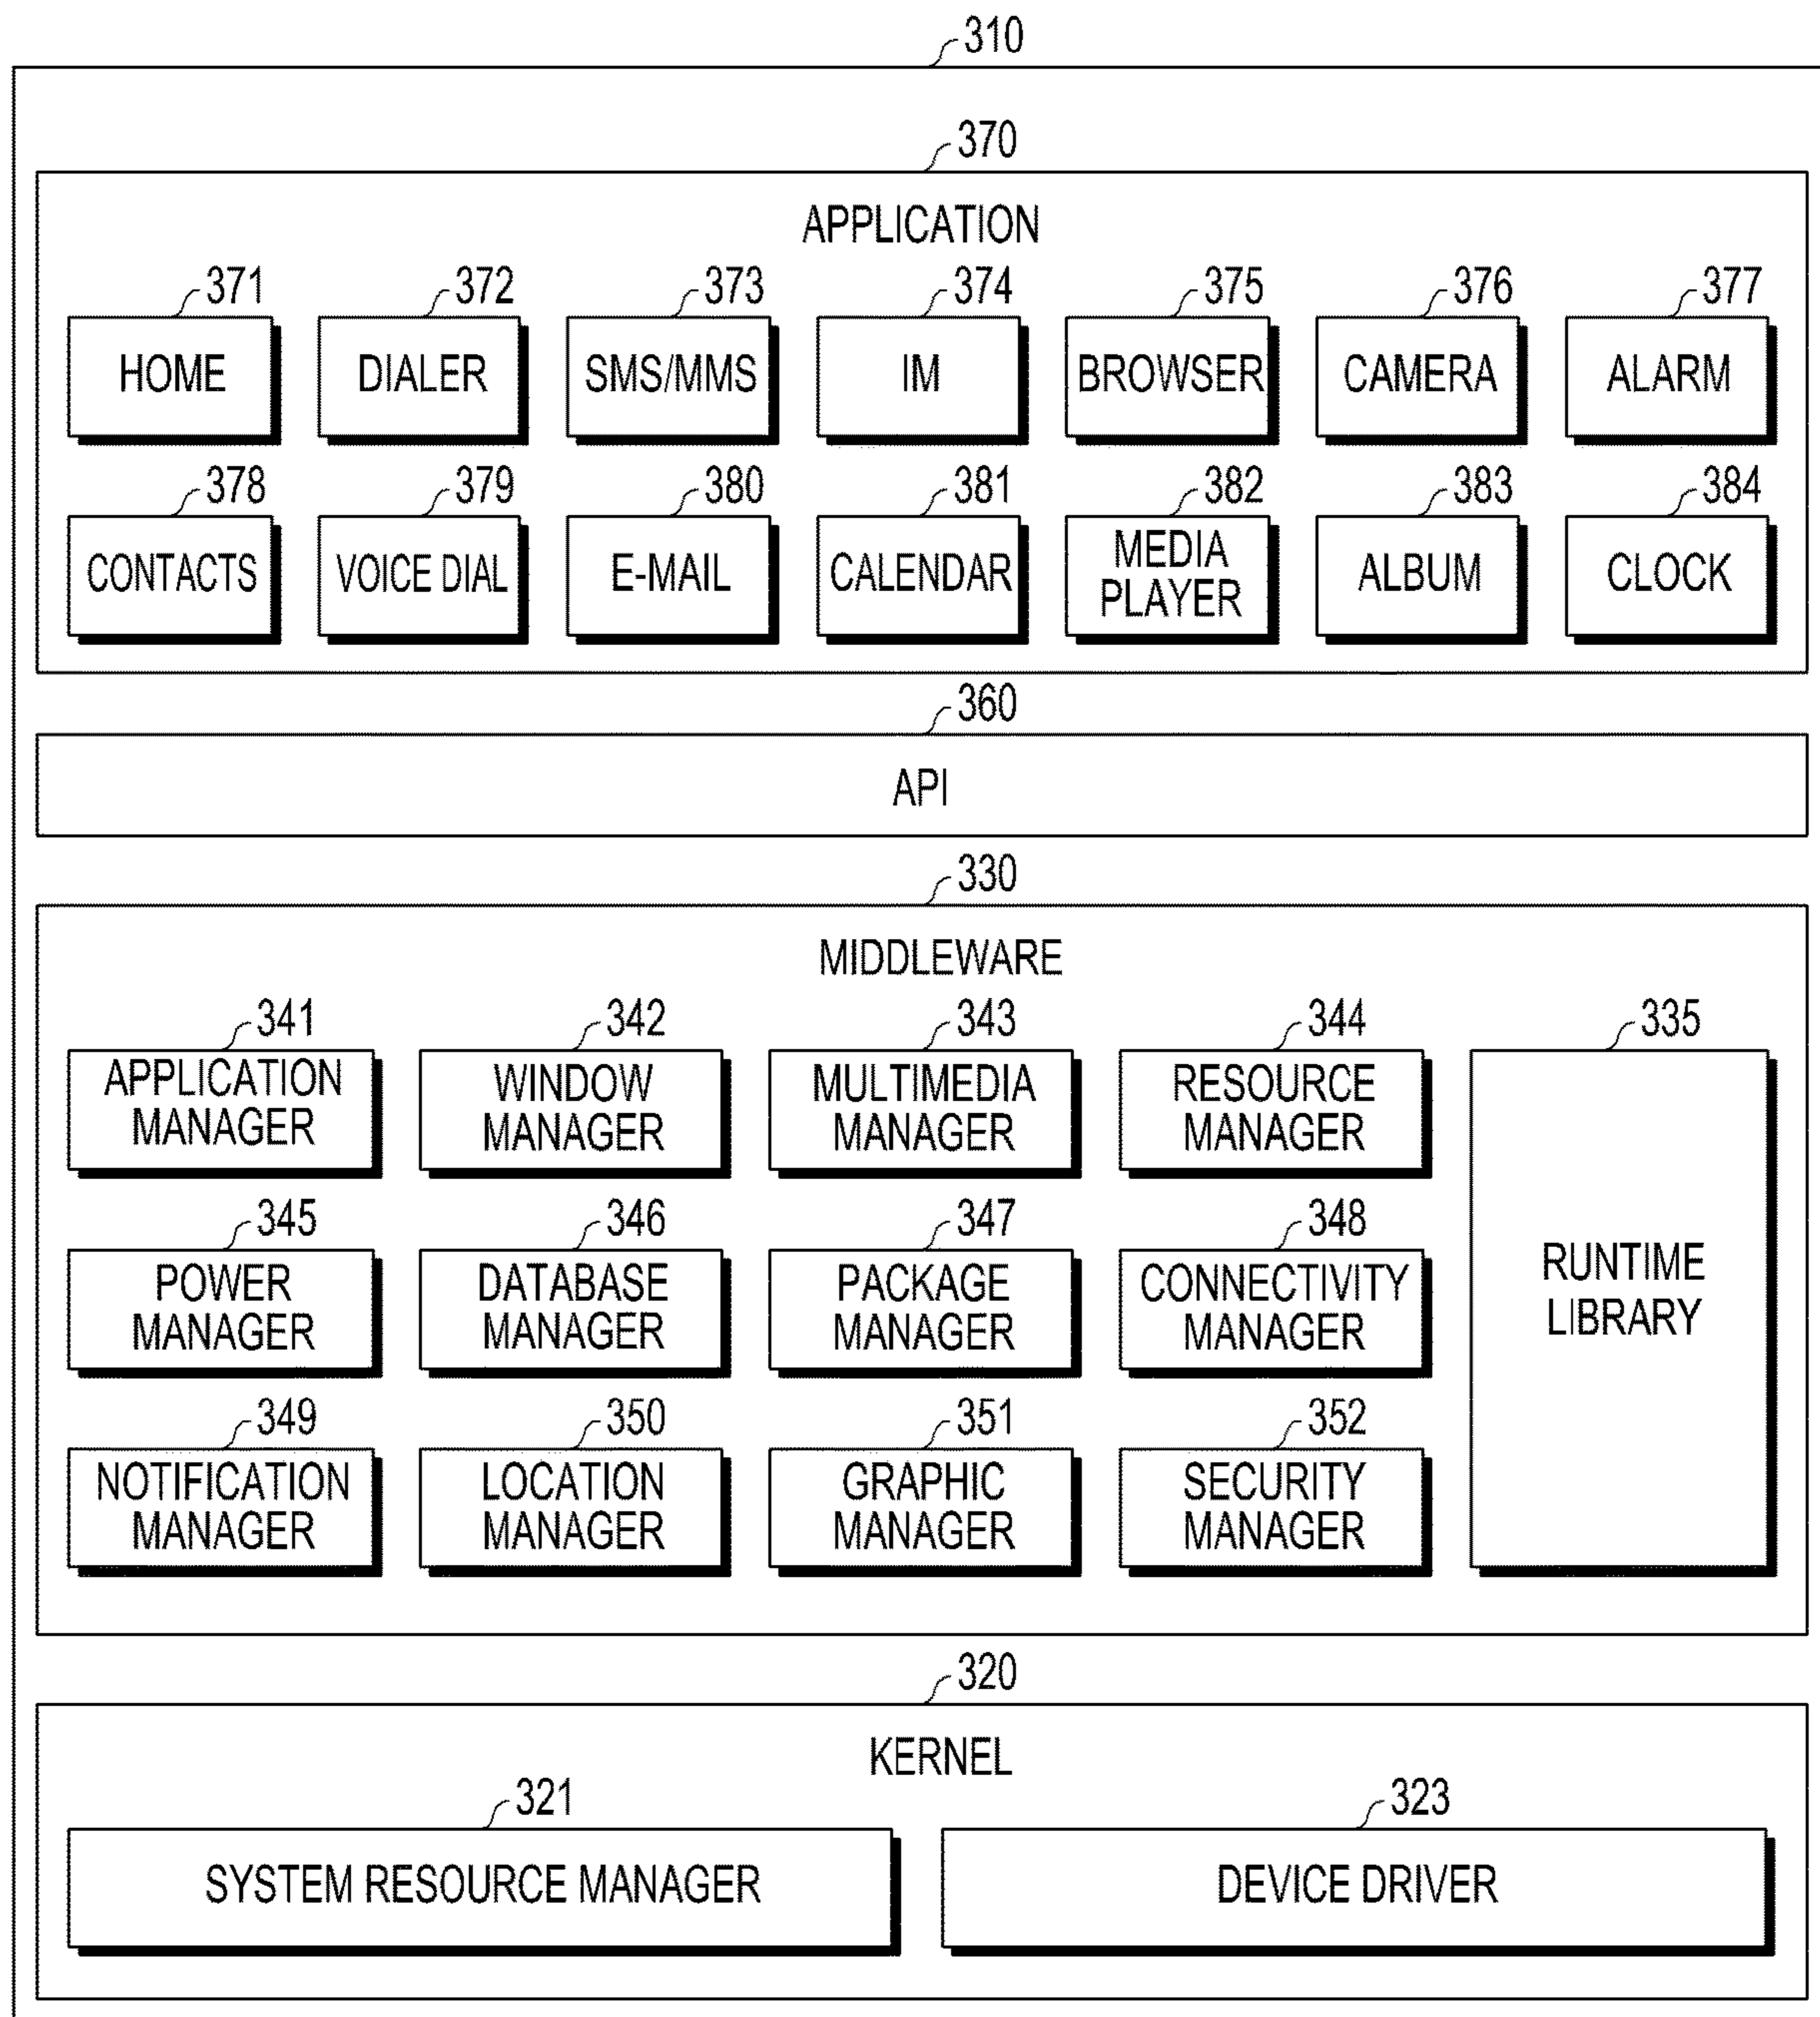 310
370
APPLICATION
371 372 373 374 375 376 377
HOME DIALER SMS/MMS IM BROWSER CAMERA ALARM
378 379 380 381 382 383 384
CONTACTS VOICE DIAL E-MAIL CALENDAR MEDIA PLAYER ALBUM CLOCK
360
API
330
MIDDLEWARE
341 342 343 344 335
APPLICATION MANAGER WINDOW MANAGER MULTIMEDIA MANAGER RESOURCE MANAGER
345 346 347 348
POWER MANAGER DATABASE MANAGER PACKAGE MANAGER CONNECTIVITY MANAGER RUNTIME LIBRARY
349 350 351 352
NOTIFICATION MANAGER LOCATION MANAGER GRAPHIC MANAGER SECURITY MANAGER
320
KERNEL
321 323
SYSTEM RESOURCE MANAGER DEVICE DRIVER